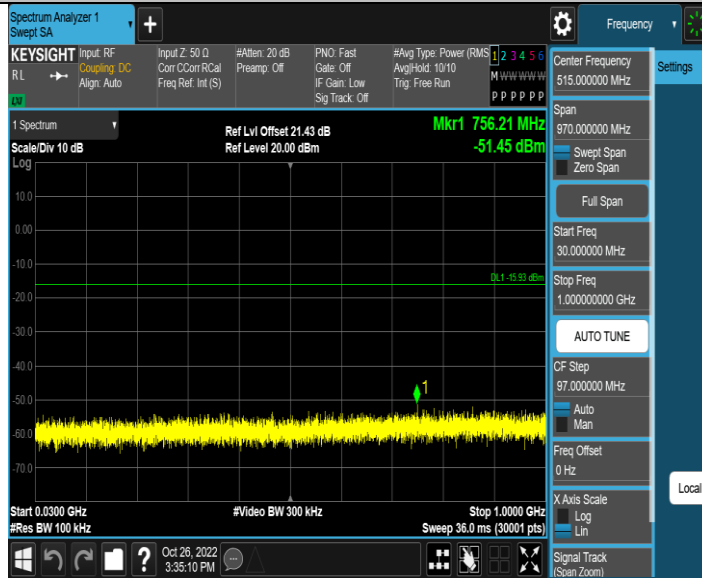 Spectrum Analyzer 1
Swept SA
Frequency
KEYSIGHT
R L
LXI
Input: RF
Coupling: DC
Align: Auto
Input Z: 50 Ω
Corr CCorr RCal
Freq Ref: Int (S)
#Atten: 20 dB
Preamp: Off
PNO: Fast
Gate: Off
IF Gain: Low
Sig Track: Off
#Avg Type: Power (RMS
Avg|Hold: 10/10
Trig: Free Run
1 2 3 4 5 6
M W W W W W
P P P P P P
Center Frequency
515.000000 MHz
Settings
Span
970.000000 MHz
Swept Span
Zero Span
Full Span
Start Freq
30.000000 MHz
Stop Freq
1.000000000 GHz
AUTO TUNE
CF Step
97.000000 MHz
Auto
Man
Freq Offset
0 Hz
X Axis Scale
Log
Lin
Signal Track
(Span Zoom)
Local
1 Spectrum
Scale/Div 10 dB
Log
Ref Lvl Offset 21.43 dB
Ref Level 20.00 dBm
Mkr1 756.21 MHz
-51.45 dBm
10.0
0.00
-10.0
DL1 -15.93 dBm
-20.0
-30.0
-40.0
1
-50.0
-60.0
-70.0
Start 0.0300 GHz
#Res BW 100 kHz
#Video BW 300 kHz
Stop 1.0000 GHz
Sweep 36.0 ms (30001 pts)
?
Oct 26, 2022
3:35:10 PM